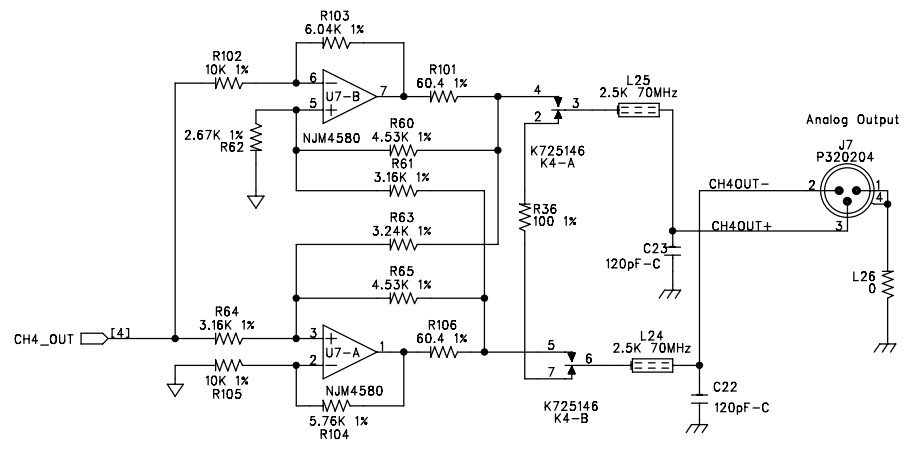 R103
6.04K 1%
R102
10K 1%
6
5
U7-B
7
R101
60.4 1%
2.67K 1%
R62
NJM4580
R60
4.53K 1%
R61
3.16K 1%
4
3
2
K725146
K4-A
L25
2.5K 70MHz
Analog Output
J7
P320204
CH4OUT-
2
1
4
CH4OUT+
3
R36
100 1%
R63
3.24K 1%
C23
120pF-C
L26
0
R65
4.53K 1%
CH4_OUT
[4]
R64
3.16K 1%
3
2
U7-A
1
R106
60.4 1%
5
6
7
L24
2.5K 70MHz
10K 1%
R105
NJM4580
5.76K 1%
R104
K725146
K4-B
C22
120pF-C